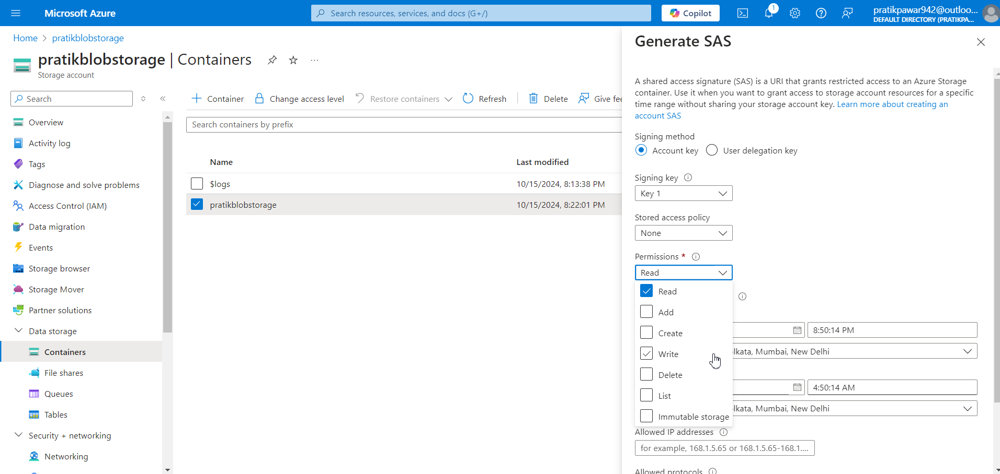 Microsoft Azure
Search resources, services, and docs (G+/)
Copilot
1
pratikpawar942@outloo...
DEFAULT DIRECTORY (PRATIKPA...
Home > pratikblobstorage
pratikblobstorage | Containers
...
Storage account
Search
Overview
Activity log
Tags
Diagnose and solve problems
Access Control (IAM)
Data migration
Events
Storage browser
Storage Mover
Partner solutions
Data storage
Containers
File shares
Queues
Tables
Security + networking
Networking
Container
Change access level
Restore containers
Refresh
Delete
Give fee
Search containers by prefix
Name Last modified
$logs 10/15/2024, 8:13:38 PM
pratikblobstorage 10/15/2024, 8:22:01 PM
Generate SAS
A shared access signature (SAS) is a URI that grants restricted access to an Azure Storage
container. Use it when you want to grant access to storage account resources for a specific
time range without sharing your storage account key. Learn more about creating an
account SAS
Signing method
Account key User delegation key
Signing key
Key 1
Stored access policy
None
Permissions *
Read
Read
Add
Create
Write
Delete
List
Immutable storage
8:50:14 PM
lkata, Mumbai, New Delhi
4:50:14 AM
lkata, Mumbai, New Delhi
Allowed IP addresses
for example, 168.1.5.65 or 168.1.5.65-168.1....
Allowed protocols